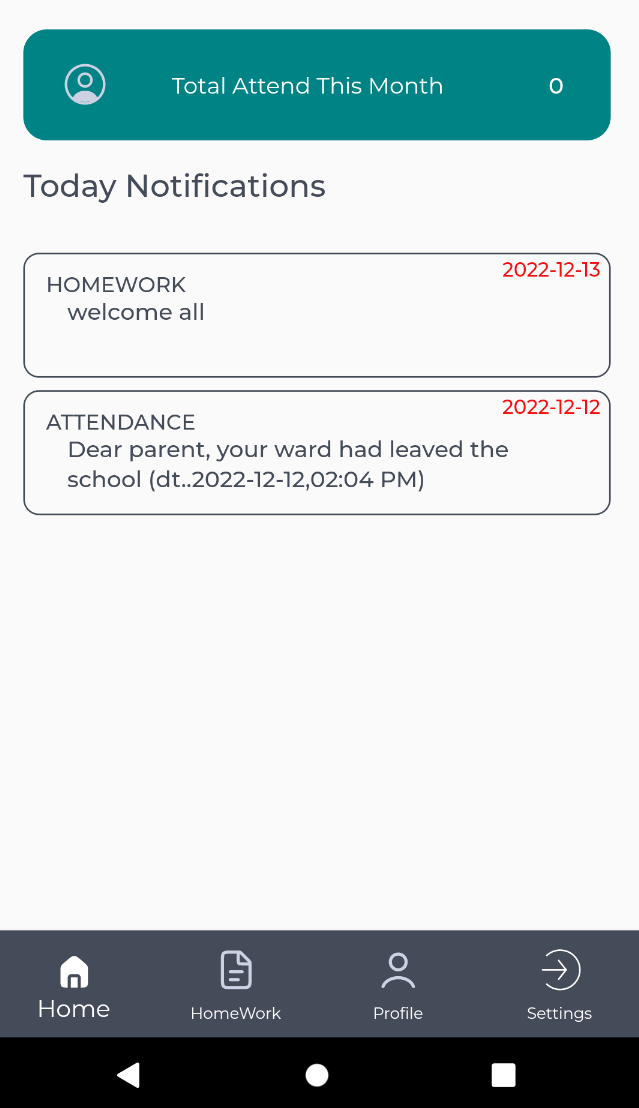 Total Attend This Month 0
Today Notifications
2022-12-13
HOMEWORK
welcome all
2022-12-12
ATTENDANCE
Dear parent, your ward had leaved the
school (dt..2022-12-12,02:04 PM)
Home HomeWork Profile Settings